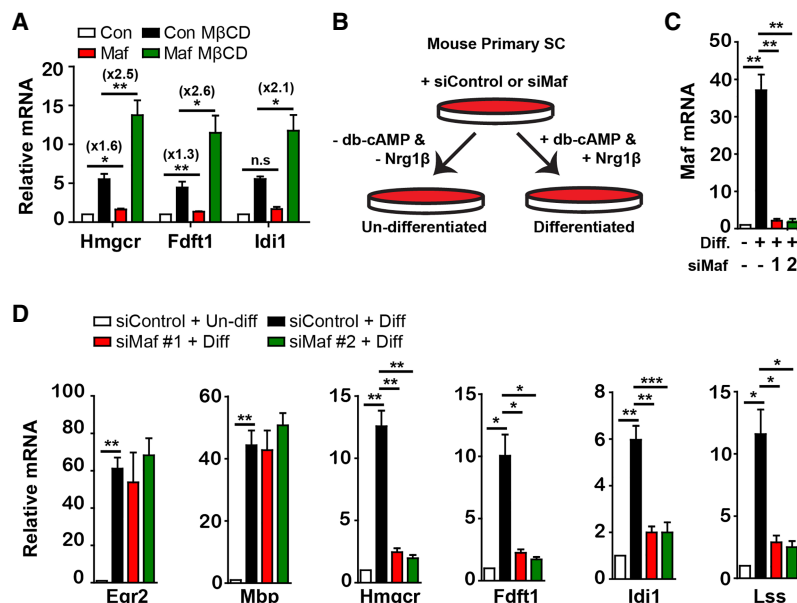 A
Con
Con MβCD
Maf
Maf MβCD
Relative mRNA
20
15
10
5
0
(x1.6)
*
(x2.5)
**
(x1.3)
**
(x2.6)
*
n.s
(x2.1)
*
Hmgcr
Fdft1
Idi1
B
Mouse Primary SC
+ siControl or siMaf
- db-cAMP &
- Nrg1β
+ db-cAMP &
+ Nrg1β
Un-differentiated
Differentiated
C
Maf mRNA
50
40
30
20
10
0
**
**
**
Diff. - + + +
siMaf - - 1 2
D
siControl + Un-diff
siControl + Diff
siMaf #1 + Diff
siMaf #2 + Diff
Relative mRNA
100
80
60
40
20
0
**
Egr2
60
40
20
0
**
Mbp
15
10
5
0
**
**
**
Hmgcr
15
10
5
0
*
*
*
Fdft1
8
6
4
2
0
***
**
**
Idi1
15
10
5
0
*
*
*
Lss